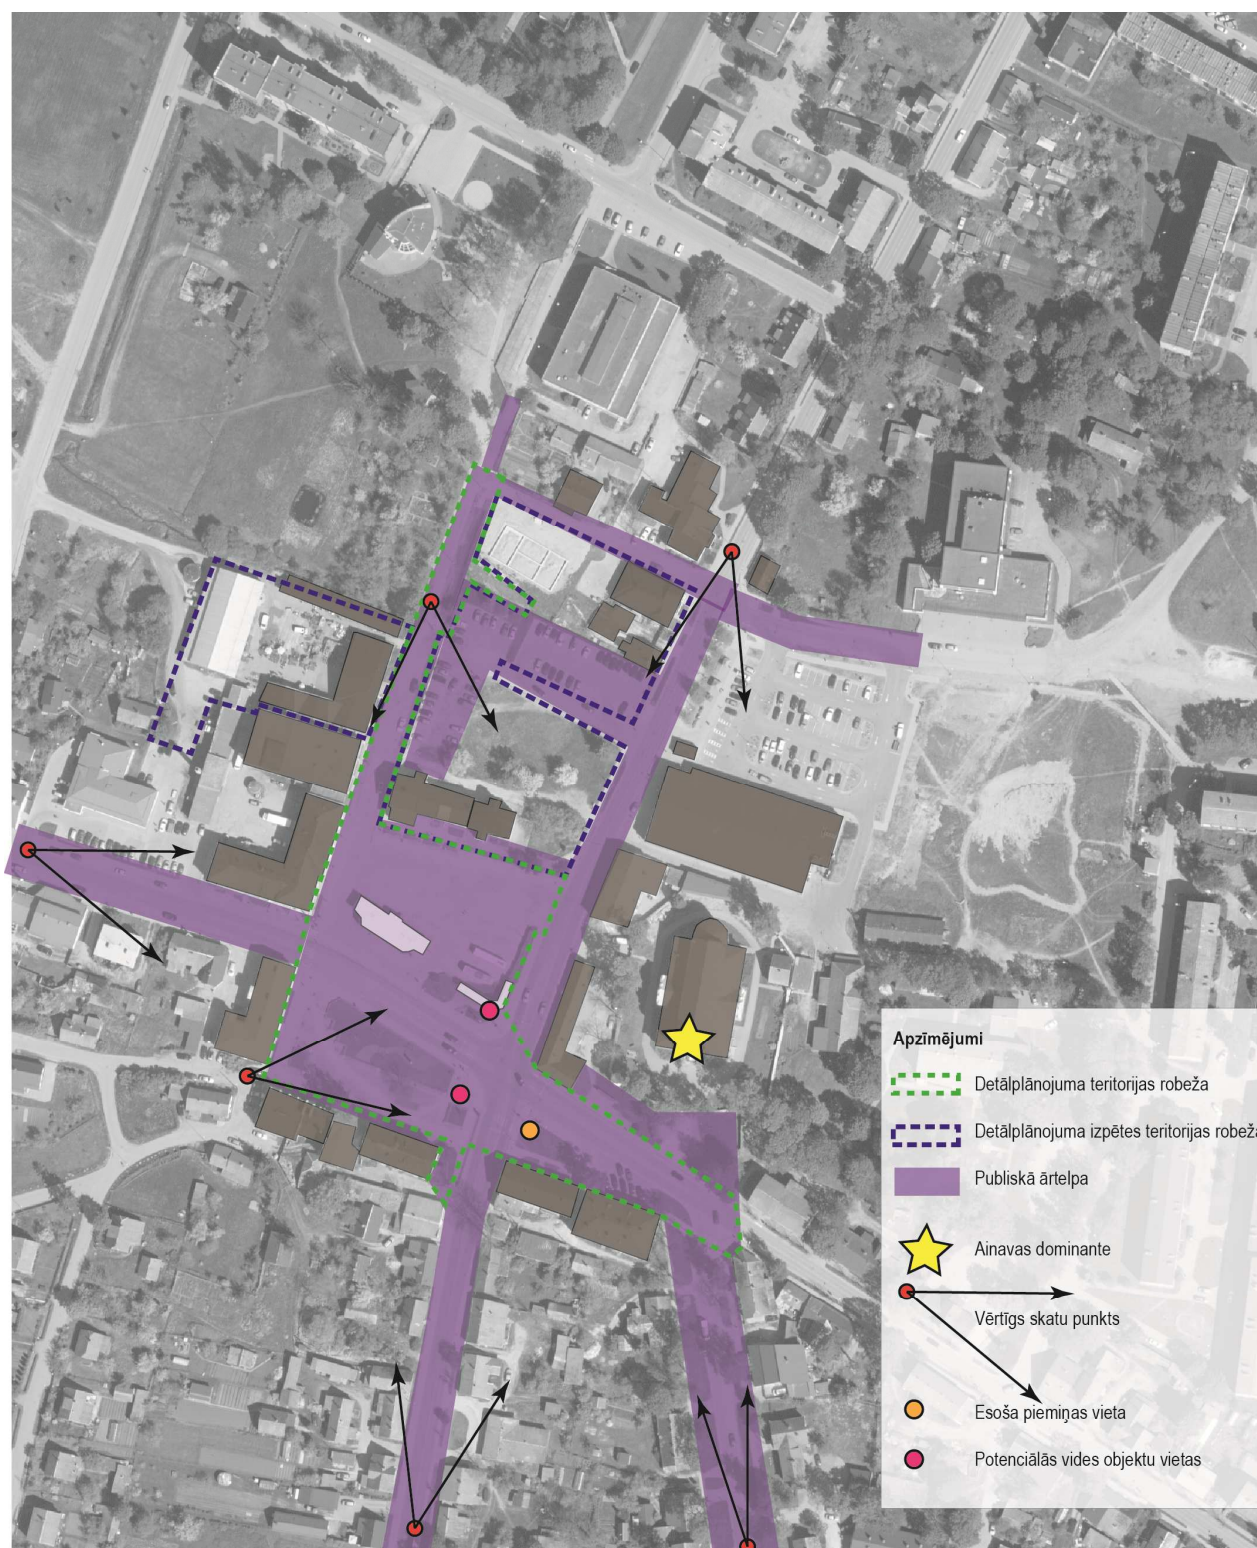 Apzīmējumi
Detālplānojuma teritorijas robeža
Detālplānojuma izpētes teritorijas robeža
Publiskā ārtelpa
Ainavas dominante
Vērtīgs skatu punkts
Esoša piemiņas vieta
Potenciālās vides objektu vietas